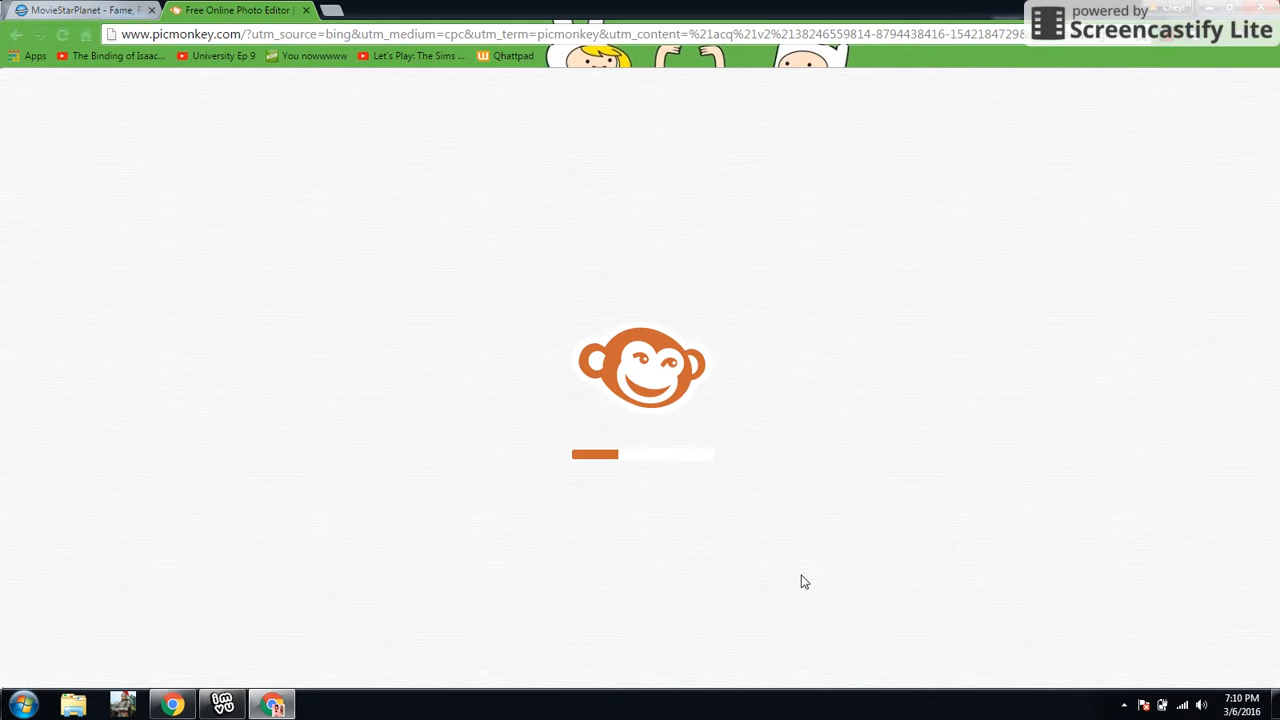 MovieStarPlanet - Fame, F
Free Online Photo Editor
powered by
Screencastify Lite
www.picmonkey.com/?utm_source=bing&utm_medium=cpc&utm_term=picmonkey&utm_content=%21acq%21v2%2138246559814-8794438416-15421847298
Apps
The Binding of Isaac...
University Ep 9
You nowwwww
Let's Play: The Sims ...
Qhattpad
7:10 PM
3/6/2016